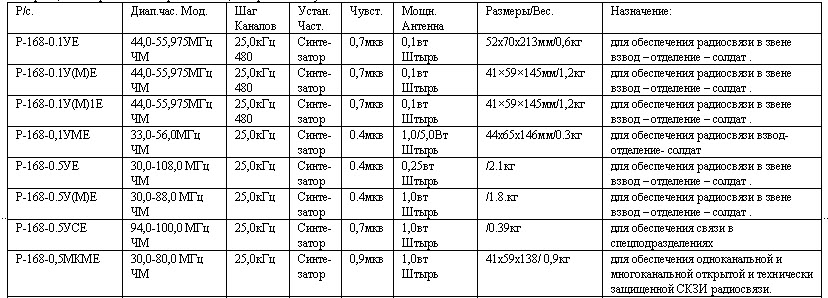 Р/с. Диап.час. Мод. Шаг Каналов Устан. Част. Чувст. Мощн. Антенна Размеры/Вес. Назначение:
Р-168-0.1УЕ 44,0-55,975МГц ЧМ 25,0кГц 480 Синте-затор 0,7мкв 0,1вт Штырь 52х70х213мм/0,6кг для обеспечения радиосвязи в звене взвод – отделение – солдат .
Р-168-0.1У(М)Е 44,0-55,975МГц ЧМ 25,0кГц 480 Синте-затор 0,7мкв 0,1вт Штырь 41×59×145мм/1,2кг для обеспечения радиосвязи в звене взвод – отделение – солдат .
Р-168-0.1У(М)1Е 44,0-55,975МГц ЧМ 25,0кГц 480 Синте-затор 0,7мкв 0,1вт Штырь 41×59×145мм/1,2кг для обеспечения радиосвязи в звене взвод – отделение – солдат .
Р-168-0,1УМЕ 33,0-56,0МГц ЧМ 25,0кГц Синте-затор 0.4мкв 1,0/5,0Вт Штырь 44х65х146мм/0.3кг для обеспечения радиосвязи взвод-отделение- солдат
Р-168-0.5УЕ 30,0-108,0 МГц ЧМ 25,0кГц Синте-затор 0.4мкв 0,25вт Штырь /2.1кг для обеспечения радиосвязи в звене взвод – отделение – солдат .
Р-168-0.5У(М)Е 30,0-88,0 МГц ЧМ 25,0кГц Синте-затор 0.4мкв 1,0вт Штырь /1.8.кг для обеспечения радиосвязи в звене взвод – отделение – солдат .
Р-168-0.5УСЕ 94,0-100,0 МГц ЧМ 25,0кГц Синте-затор 0,7мкв 1,0вт Штырь /0.39кг для обеспечения связи в спецподразделениях
Р-168-0,5МКМЕ 30,0-80,0 МГц ЧМ 25,0кГц Синте-затор 0,9мкв 1,0вт Штырь 41х59х138/ 0,9кг для обеспечения одноканальной и многоканальной открытой и технически защищенной СКЗИ радиосвязи.